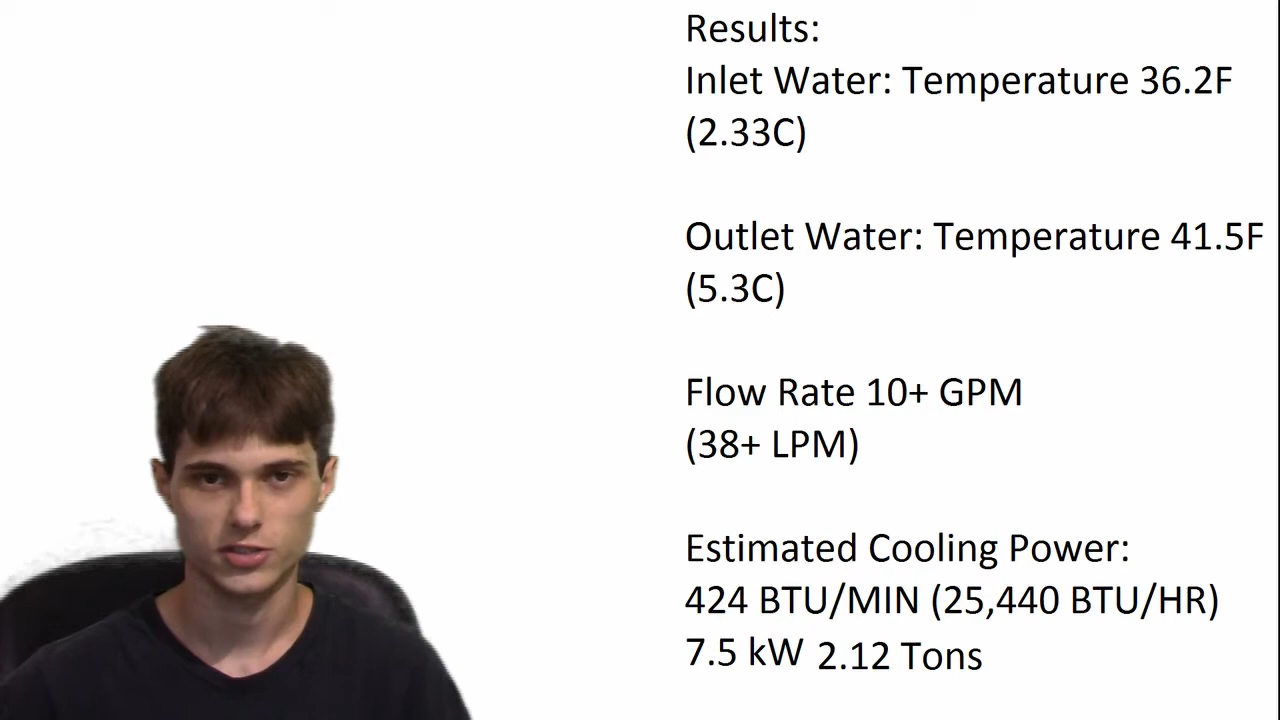 Results:
Inlet Water: Temperature 36.2F
(2.33C)
Outlet Water: Temperature 41.5F
(5.3C)
Flow Rate 10+ GPM
(38+ LPM)
Estimated Cooling Power:
424 BTU/MIN (25,440 BTU/HR)
7.5 kW 2.12 Tons